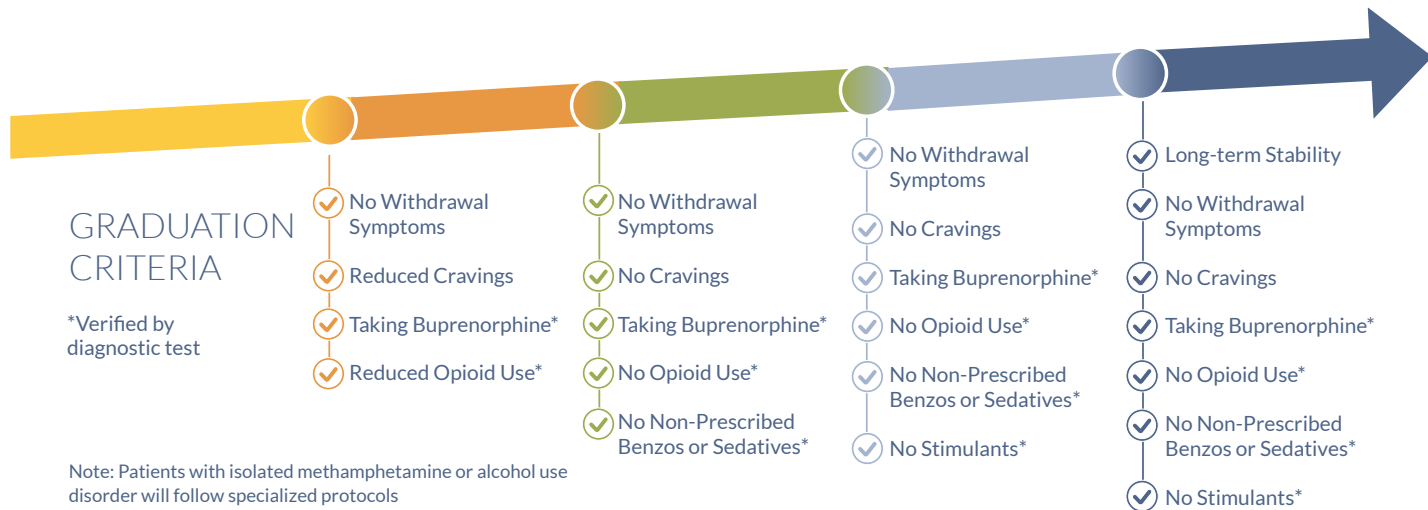 GRADUATION
CRITERIA
*Verified by
diagnostic test
No Withdrawal
Symptoms
Reduced Cravings
Taking Buprenorphine*
Reduced Opioid Use*
No Withdrawal
Symptoms
No Cravings
Taking Buprenorphine*
No Opioid Use*
No Non-Prescribed
Benzos or Sedatives*
No Withdrawal
Symptoms
No Cravings
Taking Buprenorphine*
No Opioid Use*
No Non-Prescribed
Benzos or Sedatives*
No Stimulants*
Long-term Stability
No Withdrawal
Symptoms
No Cravings
Taking Buprenorphine*
No Opioid Use*
No Non-Prescribed
Benzos or Sedatives*
No Stimulants*
Note: Patients with isolated methamphetamine or alcohol use
disorder will follow specialized protocols